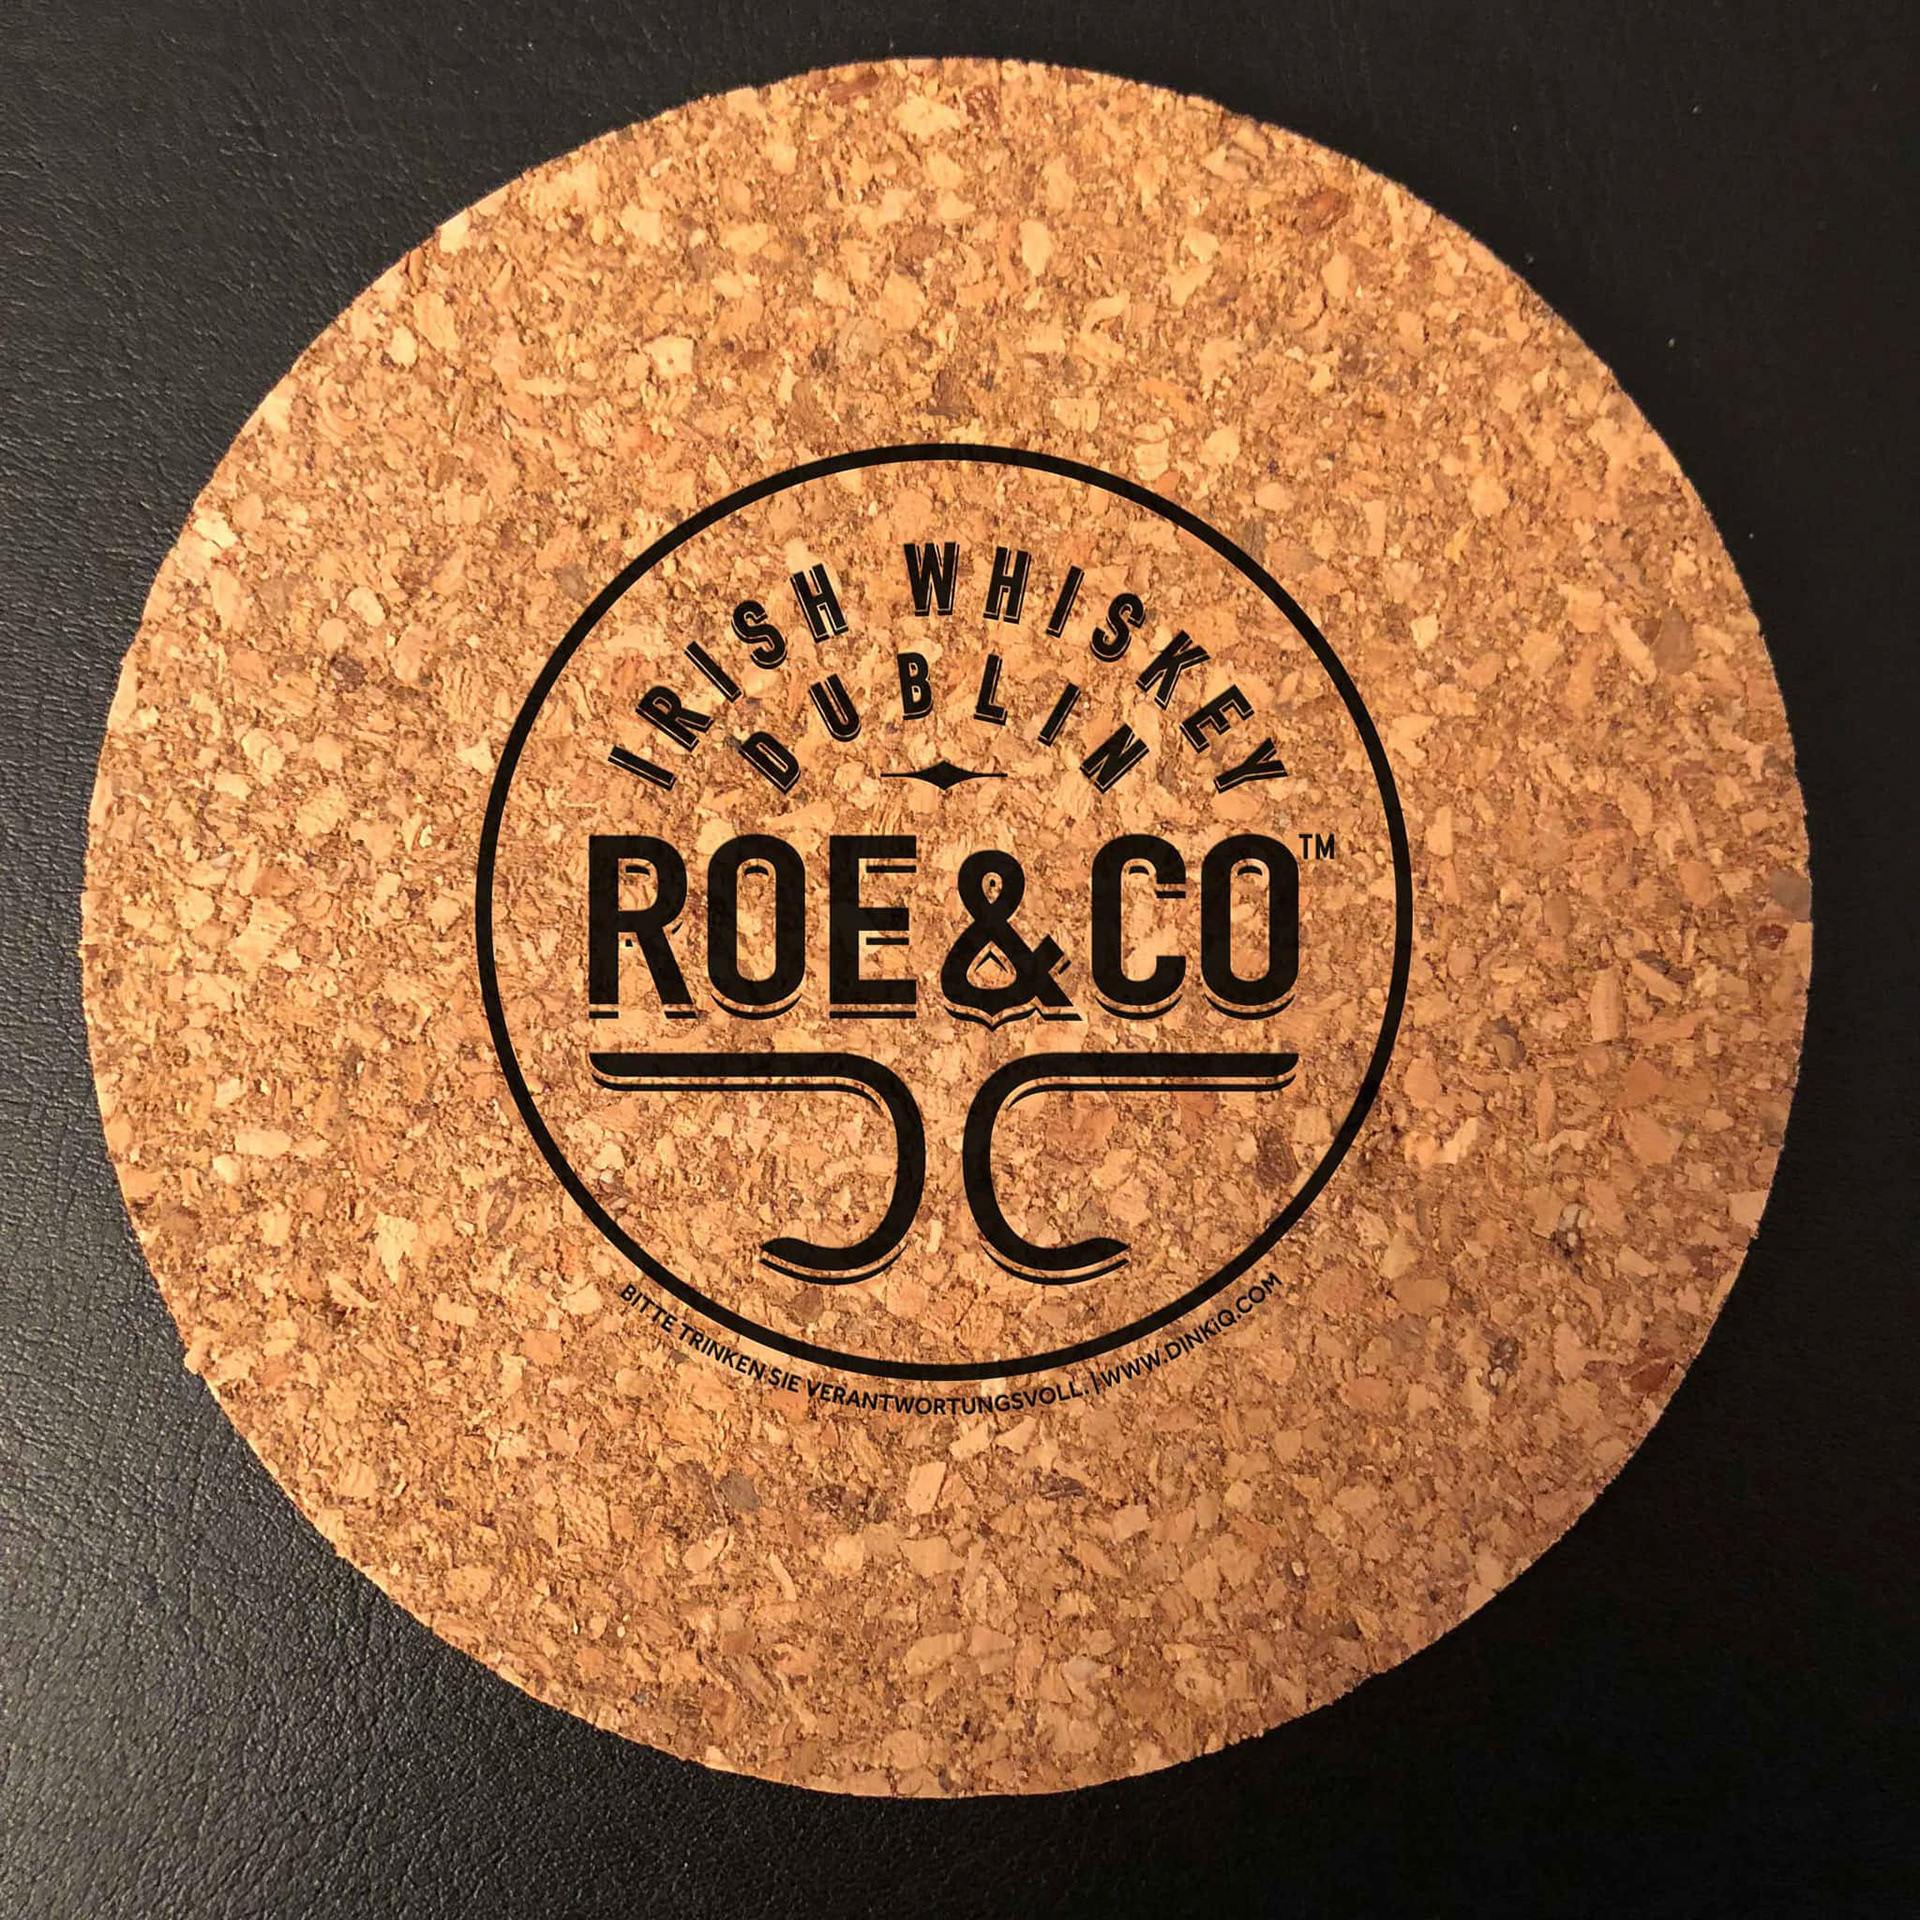 IRISH WHISKEY
DUBLIN
ROE & CO™
BITTE TRINKEN SIE VERANTWORTUNGSVOLL. | WWW.DINKiQ.COM